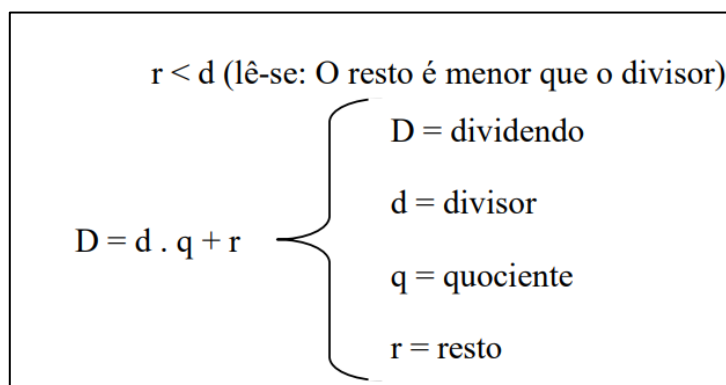 r < d (lê-se: O resto é menor que o divisor)
D = dividendo
d = divisor
D = d . q + r
q = quociente
r = resto